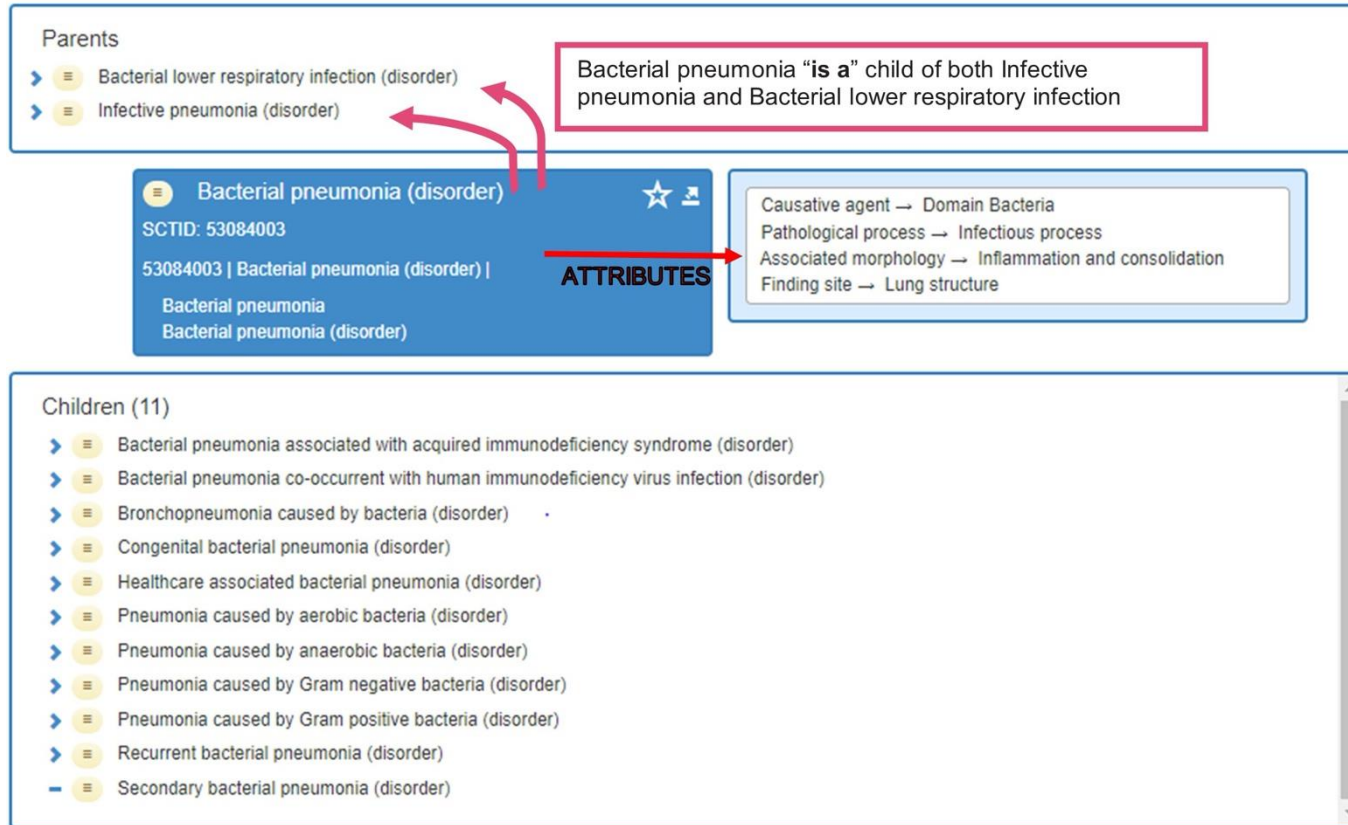 Parents
Bacterial lower respiratory infection (disorder)
Infective pneumonia (disorder)
Bacterial pneumonia “is a” child of both Infective
pneumonia and Bacterial lower respiratory infection
Bacterial pneumonia (disorder)
SCTID: 53084003
53084003 | Bacterial pneumonia (disorder) |
Bacterial pneumonia
Bacterial pneumonia (disorder)
ATTRIBUTES
Causative agent → Domain Bacteria
Pathological process → Infectious process
Associated morphology → Inflammation and consolidation
Finding site → Lung structure
Children (11)
Bacterial pneumonia associated with acquired immunodeficiency syndrome (disorder)
Bacterial pneumonia co-occurrent with human immunodeficiency virus infection (disorder)
Bronchopneumonia caused by bacteria (disorder)
Congenital bacterial pneumonia (disorder)
Healthcare associated bacterial pneumonia (disorder)
Pneumonia caused by aerobic bacteria (disorder)
Pneumonia caused by anaerobic bacteria (disorder)
Pneumonia caused by Gram negative bacteria (disorder)
Pneumonia caused by Gram positive bacteria (disorder)
Recurrent bacterial pneumonia (disorder)
Secondary bacterial pneumonia (disorder)